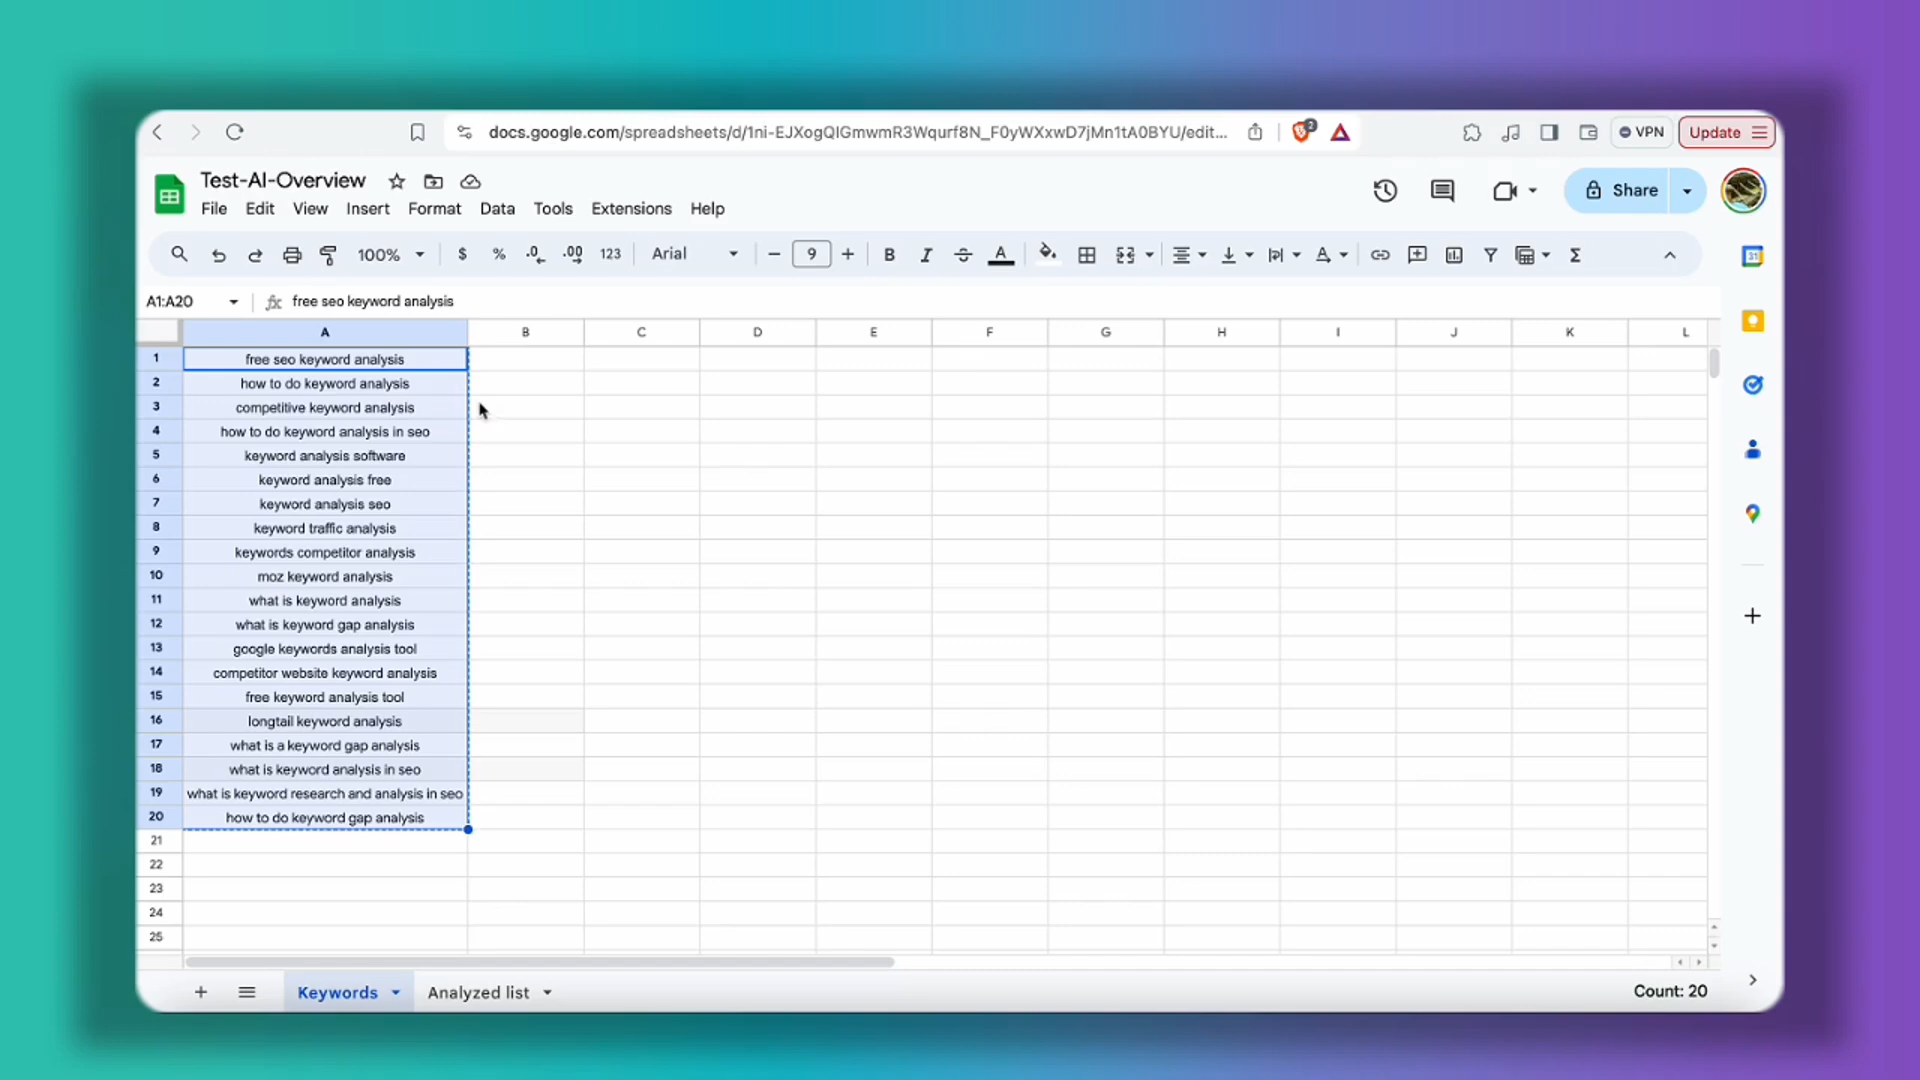 docs.google.com/spreadsheets/d/1ni-EJXogQIGmwmR3Wqurf8N_F0yWXxwD7jMn1tA0BYU/edit...
2
VPN
Update
Test-AI-Overview
Share
File Edit View Insert Format Data Tools Extensions Help
100% $ % .0 .00 123 Arial 9 B I S A
31
A1:A20 fx free seo keyword analysis
A B C D E F G H I J K L
1 free seo keyword analysis
2 how to do keyword analysis
3 competitive keyword analysis
4 how to do keyword analysis in seo
5 keyword analysis software
6 keyword analysis free
7 keyword analysis seo
8 keyword traffic analysis
9 keywords competitor analysis
10 moz keyword analysis
11 what is keyword analysis
12 what is keyword gap analysis
13 google keywords analysis tool
14 competitor website keyword analysis
15 free keyword analysis tool
16 longtail keyword analysis
17 what is a keyword gap analysis
18 what is keyword analysis in seo
19 what is keyword research and analysis in seo
20 how to do keyword gap analysis
21
22
23
24
25
Keywords Analyzed list Count: 20